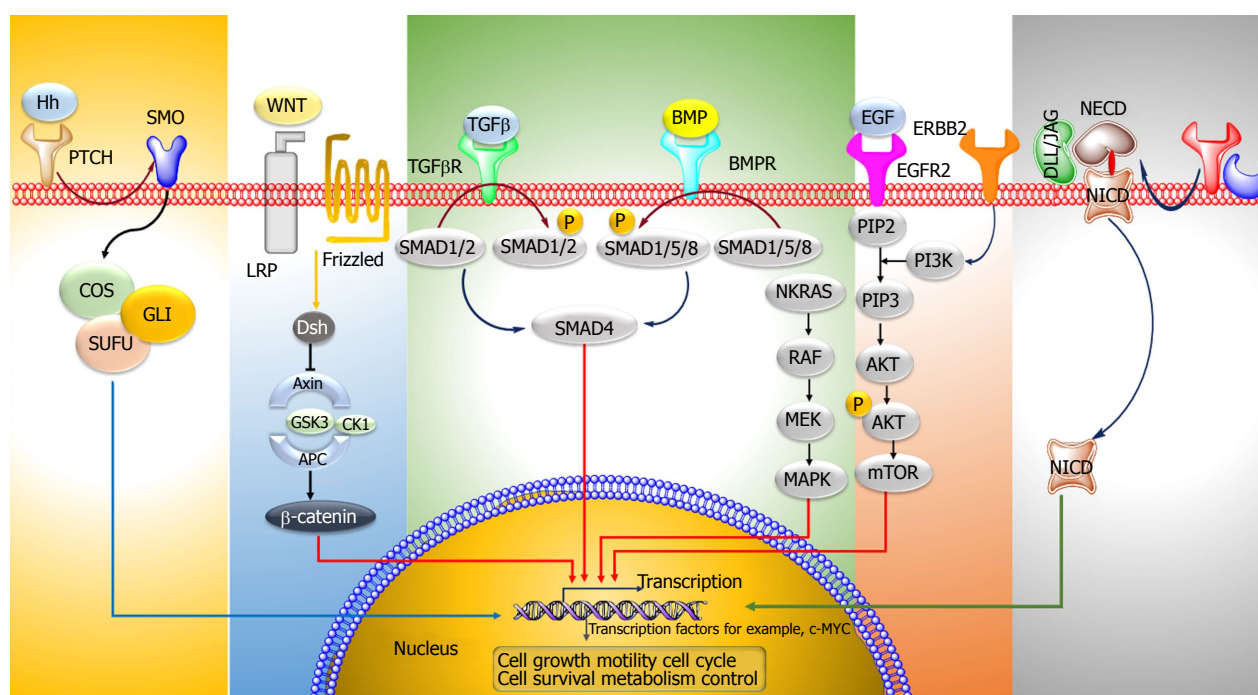 Hh
PTCH
SMO
COS
GLI
SUFU
WNT
LRP
Frizzled
Dsh
Axin
GSK3
CK1
APC
β-catenin
TGFβ
TGFβR
BMP
BMPR
P
P
SMAD1/2
SMAD1/2
SMAD1/5/8
SMAD1/5/8
SMAD4
NKRAS
RAF
MEK
MAPK
EGF
EGFR2
ERBB2
PIP2
PI3K
PIP3
AKT
P
AKT
mTOR
DLL/JAG
NECD
NICD
NICD
Transcription
Transcription factors for example, c-MYC
Nucleus
Cell growth motility cell cycle
Cell survival metabolism control